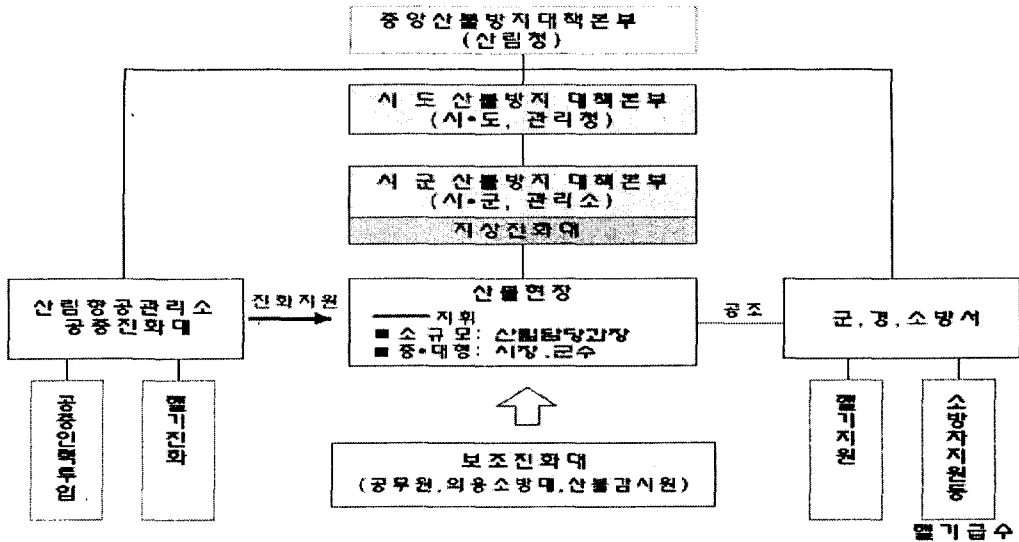 중앙산불방지대책본부
(산림청)
시 도 산불방지 대책본부
(시•도, 관리청)
시 군 산불방지 대책본부
(시•군, 관리소)
지상진화대
산림항공관리소
공중진화대
진화지원
산불현장
지휘
■ 소 규모: 산림담당과장
■ 중•대형: 시장.군수
공조
군,경,소방서
공중인력투입
헬기진화
헬기지원
소방차지원등
헬기급수
보조진화대
(공무원,의용소방대,산불감시원)